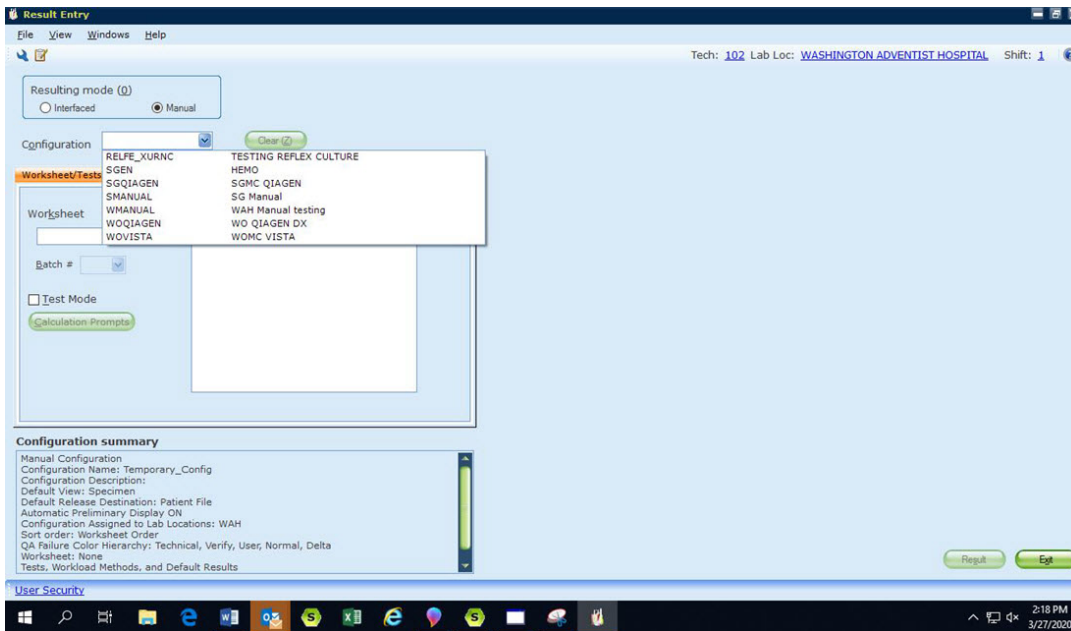 Result Entry
File View Windows Help
Tech: 102 Lab Loc: WASHINGTON ADVENTIST HOSPITAL Shift: 1
Resulting mode (0)
Interfaced Manual
Configuration Clear (Z)
RELFE_XURNC TESTING REFLEX CULTURE
SGEN HEMO
SGQIAGEN SGMC QIAGEN
SMANUAL SG Manual
WMANUAL WAH Manual testing
WOQIAGEN WO QIAGEN DX
WOVISTA WOMC VISTA
Worksheet/Tests
Worksheet
Batch #
Test Mode
Calculation Prompts
Configuration summary
Manual Configuration
Configuration Name: Temporary_Config
Configuration Description:
Default View: Specimen
Default Release Destination: Patient File
Automatic Preliminary Display ON
Configuration Assigned to Lab Locations: WAH
Sort order: Worksheet Order
QA Failure Color Hierarchy: Technical, Verify, User, Normal, Delta
Worksheet: None
Tests, Workload Methods, and Default Results
Result Exit
User Security
2:18 PM
3/27/2020